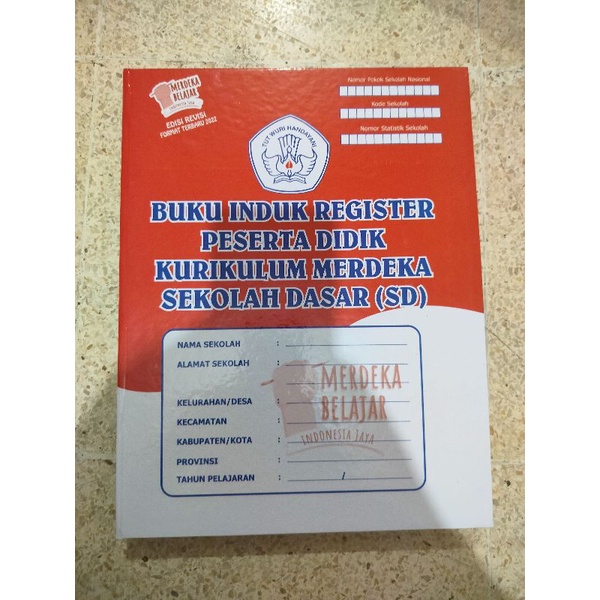 MERDEKA
BELAJAR
INDONESIA JAYA
EDISI REVISI
FORMAT TERBARU 2022
Nomor Pokok Sekolah Nasional
Kode Sekolah
Nomor Statistik Sekolah
TUT WURI HANDAYANI
BUKU INDUK REGISTER
PESERTA DIDIK
KURIKULUM MERDEKA
SEKOLAH DASAR (SD)
NAMA SEKOLAH :
ALAMAT SEKOLAH :
KELURAHAN/DESA :
KECAMATAN :
KABUPATEN/KOTA :
PROVINSI :
TAHUN PELAJARAN : /
MERDEKA
BELAJAR
INDONESIA JAYA